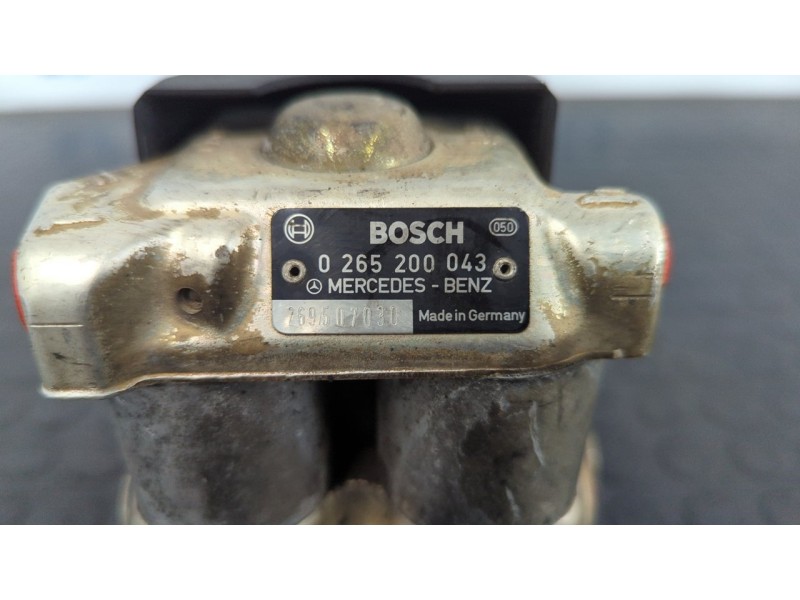 BOSCH
050
0 265 200 043
MERCEDES - BENZ
Made in Germany